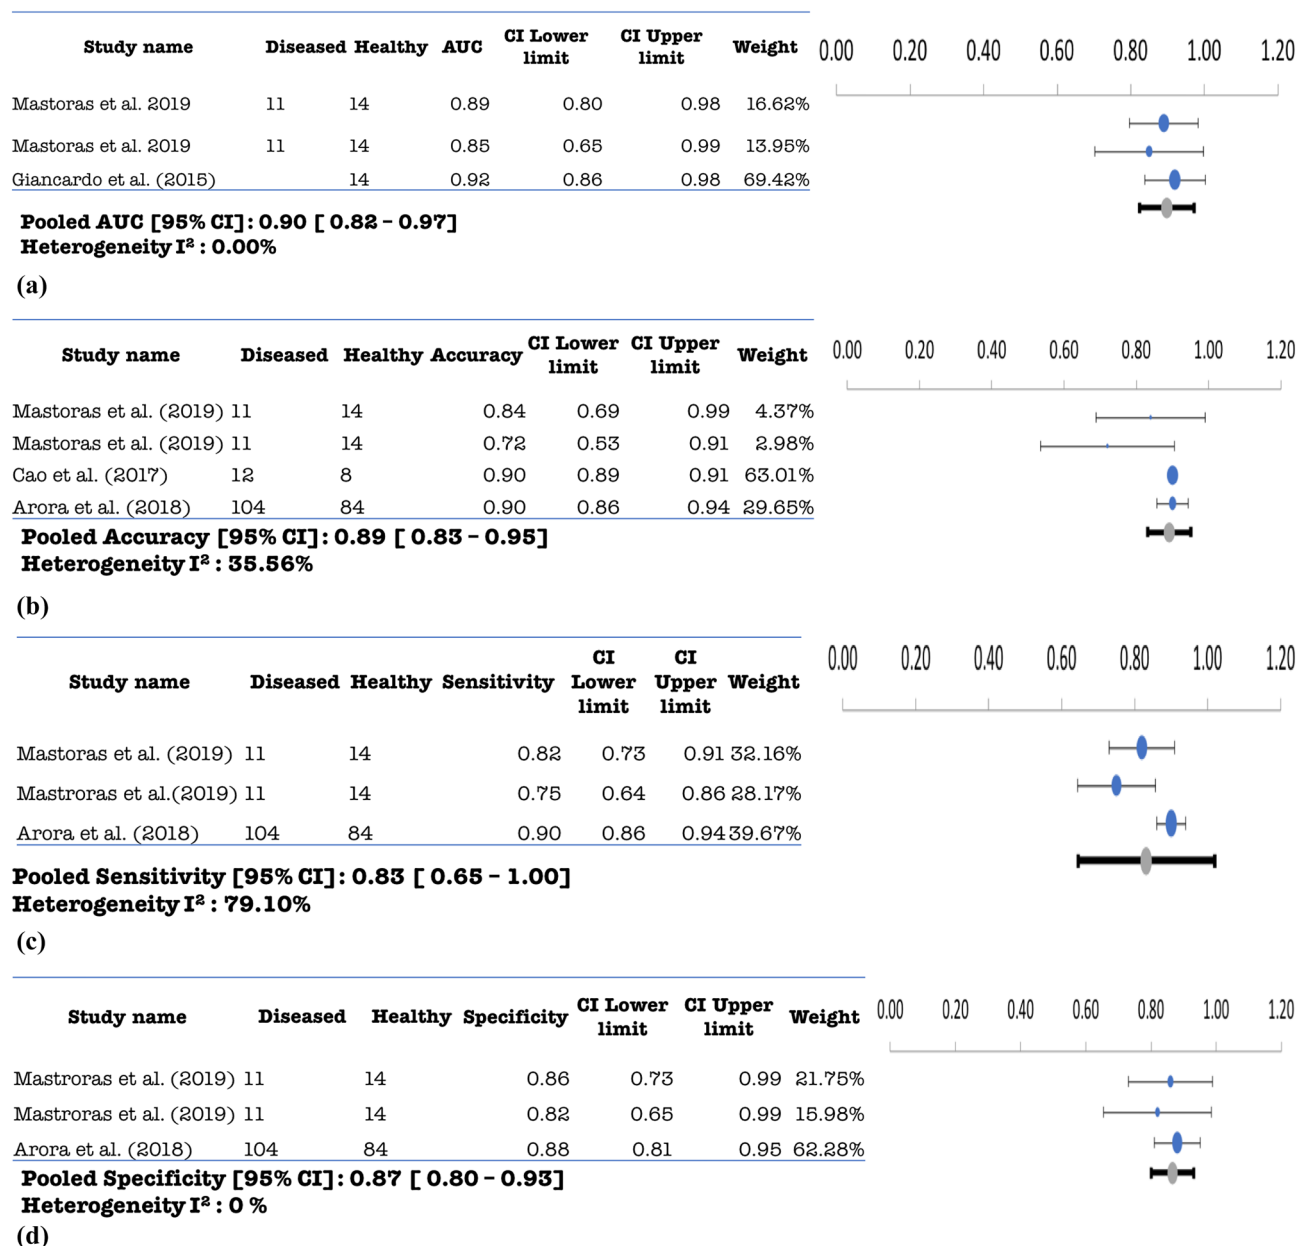 Study name Diseased Healthy AUC CI Lower limit CI Upper limit Weight
0.00 0.20 0.40 0.60 0.80 1.00 1.20
Mastoras et al. 2019 11 14 0.89 0.80 0.98 16.62%
Mastoras et al. 2019 11 14 0.85 0.65 0.99 13.95%
Giancardo et al. (2015) 14 0.92 0.86 0.98 69.42%
Pooled AUC [95% CI]: 0.90 [ 0.82 – 0.97]
Heterogeneity I² : 0.00%
(a)
Study name Diseased Healthy Accuracy CI Lower limit CI Upper limit Weight
0.00 0.20 0.40 0.60 0.80 1.00 1.20
Mastoras et al. (2019) 11 14 0.84 0.69 0.99 4.37%
Mastoras et al. (2019) 11 14 0.72 0.53 0.91 2.98%
Cao et al. (2017) 12 8 0.90 0.89 0.91 63.01%
Arora et al. (2018) 104 84 0.90 0.86 0.94 29.65%
Pooled Accuracy [95% CI]: 0.89 [ 0.83 – 0.95]
Heterogeneity I² : 35.56%
(b)
Study name Diseased Healthy Sensitivity CI Lower limit CI Upper limit Weight
0.00 0.20 0.40 0.60 0.80 1.00 1.20
Mastoras et al. (2019) 11 14 0.82 0.73 0.91 32.16%
Mastroras et al.(2019) 11 14 0.75 0.64 0.86 28.17%
Arora et al. (2018) 104 84 0.90 0.86 0.94 39.67%
Pooled Sensitivity [95% CI]: 0.83 [ 0.65 – 1.00]
Heterogeneity I² : 79.10%
(c)
Study name Diseased Healthy Specificity CI Lower limit CI Upper limit Weight
0.00 0.20 0.40 0.60 0.80 1.00 1.20
Mastroras et al. (2019) 11 14 0.86 0.73 0.99 21.75%
Mastroras et al. (2019) 11 14 0.82 0.65 0.99 15.98%
Arora et al. (2018) 104 84 0.88 0.81 0.95 62.28%
Pooled Specificity [95% CI]: 0.87 [ 0.80 – 0.93]
Heterogeneity I² : 0 %
(d)